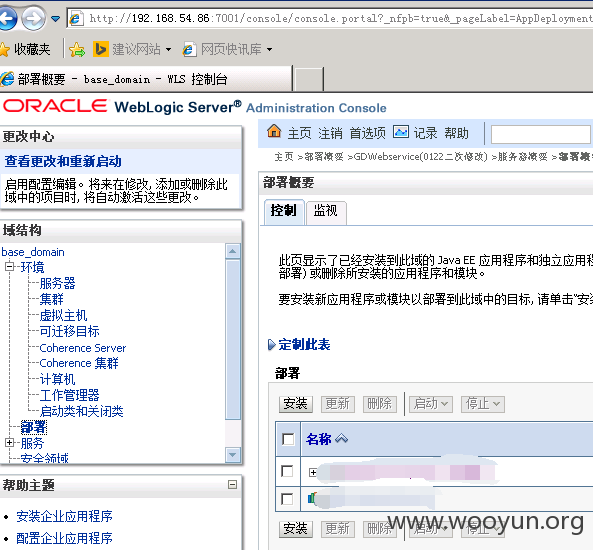 http://192.168.54.86:7001/console/console.portal?_nfpb=true&_pageLabel=AppDeployment
收藏夹 建议网站 网页快讯库
部署概要 - base_domain - WLS 控制台
ORACLE WebLogic Server® Administration Console
更改中心
查看更改和重新启动
启用配置编辑。将来在修改, 添加或删除此
域中的项目时, 将自动激活这些更改。
域结构
base_domain
环境
服务器
集群
虚拟主机
可迁移目标
Coherence Server
Coherence 集群
计算机
工作管理器
启动类和关闭类
部署
服务
安全领域
帮助主题
安装企业应用程序
配置企业应用程序
主页 注销 首选项 记录 帮助
主页 >部署概要 >GDWebservice(0122二次修改) >服务器概要 >部署概要
部署概要
控制 监视
此页显示了已经安装到此域的 Java EE 应用程序和独立应用程
部署) 或删除所安装的应用程序和模块。
要安装新应用程序或模块以部署到此域中的目标, 请单击"安装
定制此表
部署
安装 更新 删除 启动 停止
名称
安装 更新 删除 启动 停止
www.wooyun.org